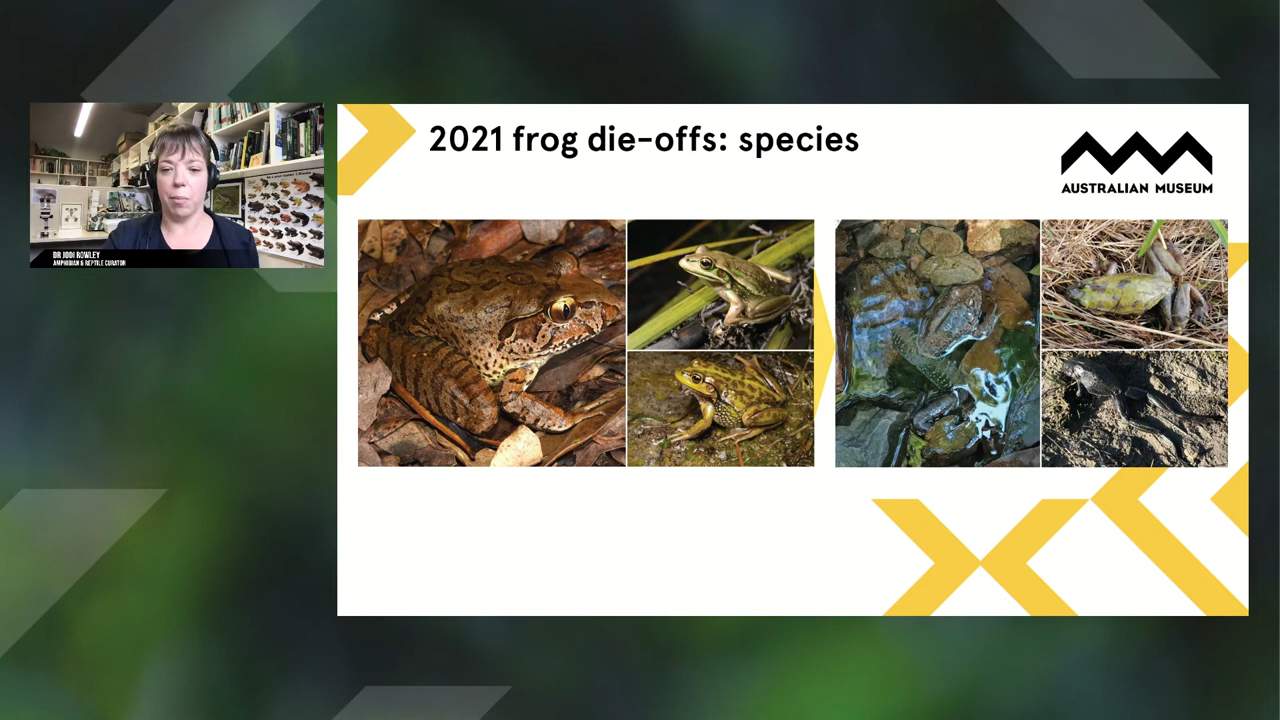 2021 frog die-offs: species
AUSTRALIAN MUSEUM
DR JODI ROWLEY
AMPHIBIAN & REPTILE CURATOR